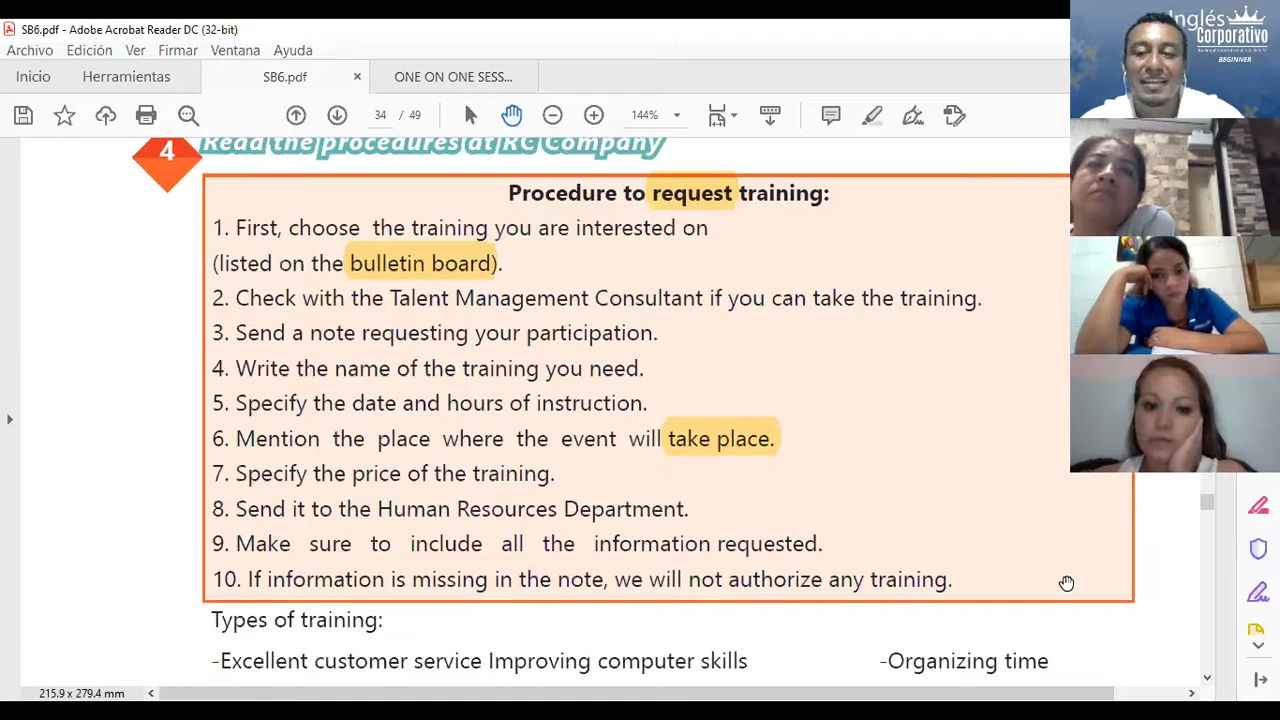 SB6.pdf - Adobe Acrobat Reader DC (32-bit)
Archivo Edición Ver Firmar Ventana Ayuda
Inicio Herramientas SB6.pdf × ONE ON ONE SESS...
34 / 49 144%
Inglés
Corporativo
BEGINNER
4 Read the procedures at RC Company
Procedure to request training:
1. First, choose the training you are interested on
(listed on the bulletin board).
2. Check with the Talent Management Consultant if you can take the training.
3. Send a note requesting your participation.
4. Write the name of the training you need.
5. Specify the date and hours of instruction.
6. Mention the place where the event will take place.
7. Specify the price of the training.
8. Send it to the Human Resources Department.
9. Make sure to include all the information requested.
10. If information is missing in the note, we will not authorize any training.
Types of training:
-Excellent customer service Improving computer skills -Organizing time
215.9 x 279.4 mm